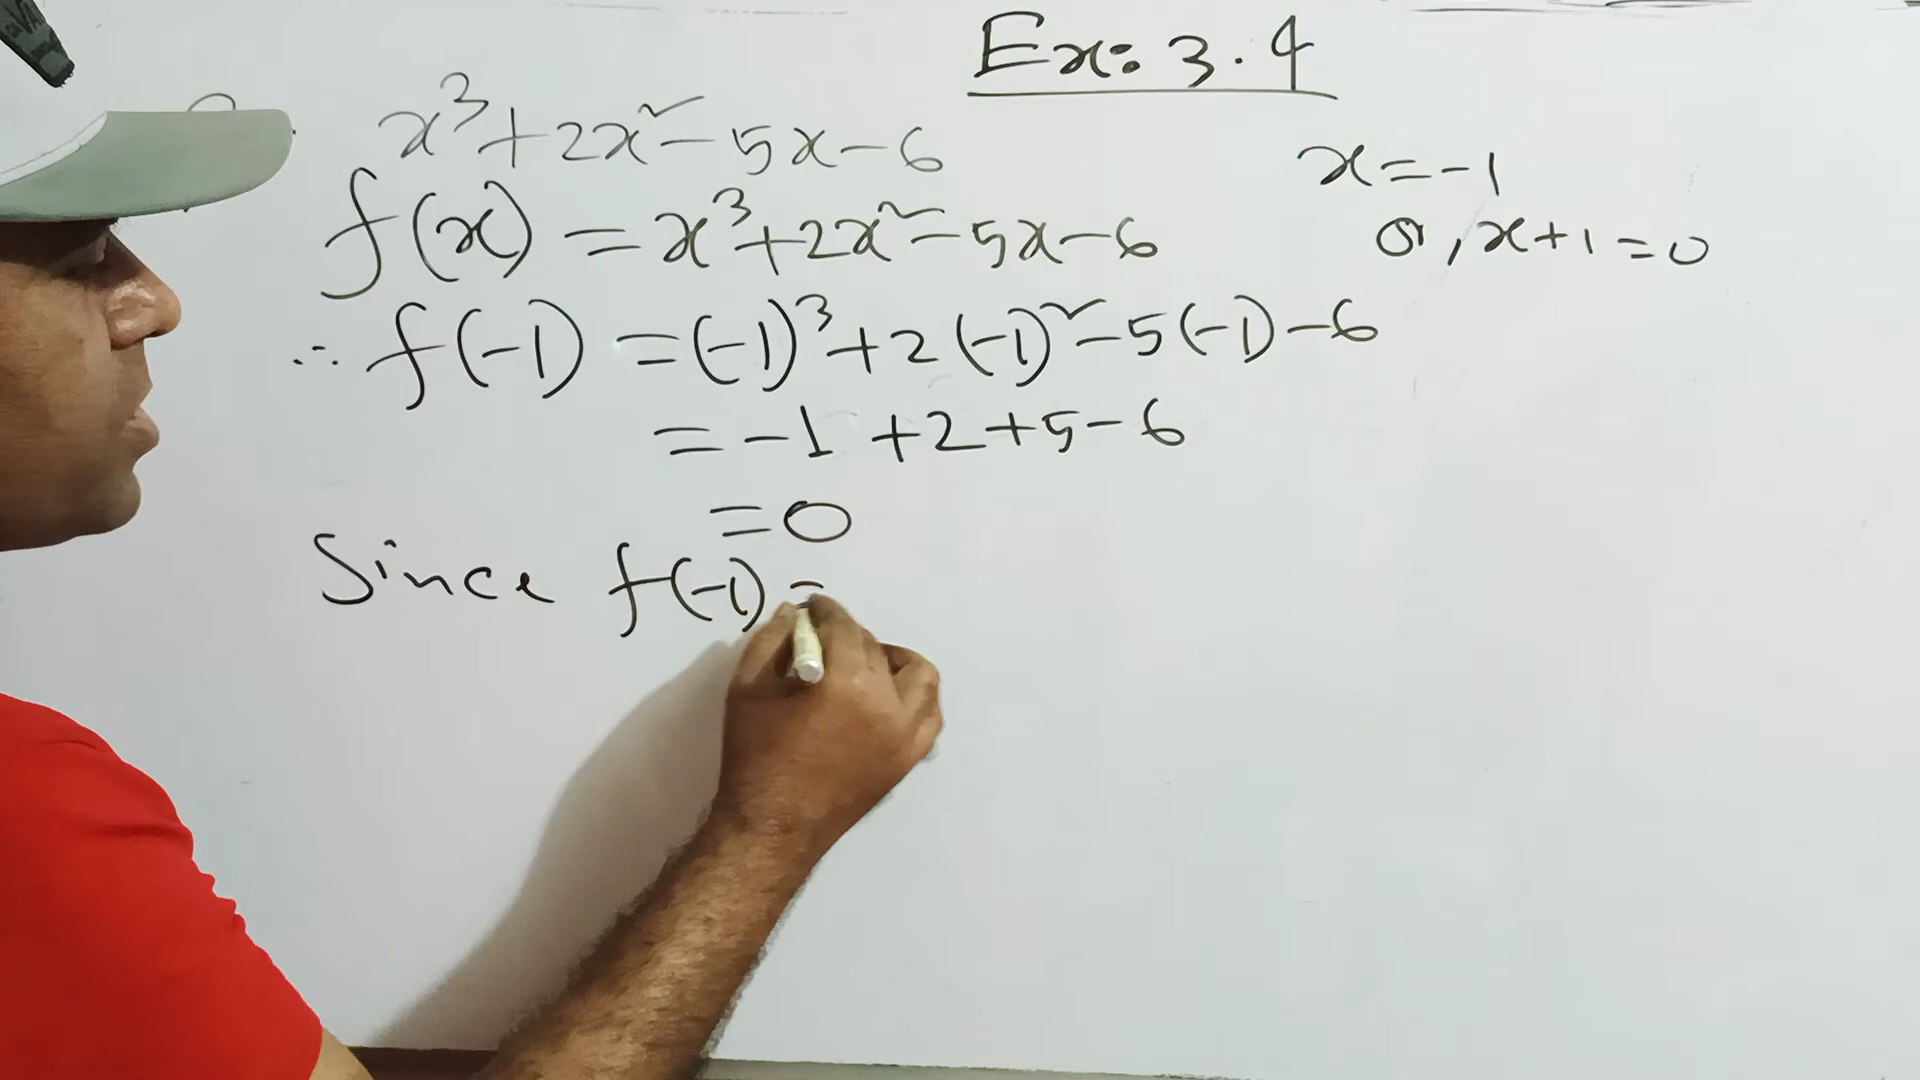 Ex: 3.4
x³+2x²-5x-6
f(x) = x³+2x²-5x-6
x=-1
or, x+1=0
∴ f(-1) = (-1)³+2(-1)²-5(-1)-6
= -1 +2+5-6
=0
Since f(-1) =